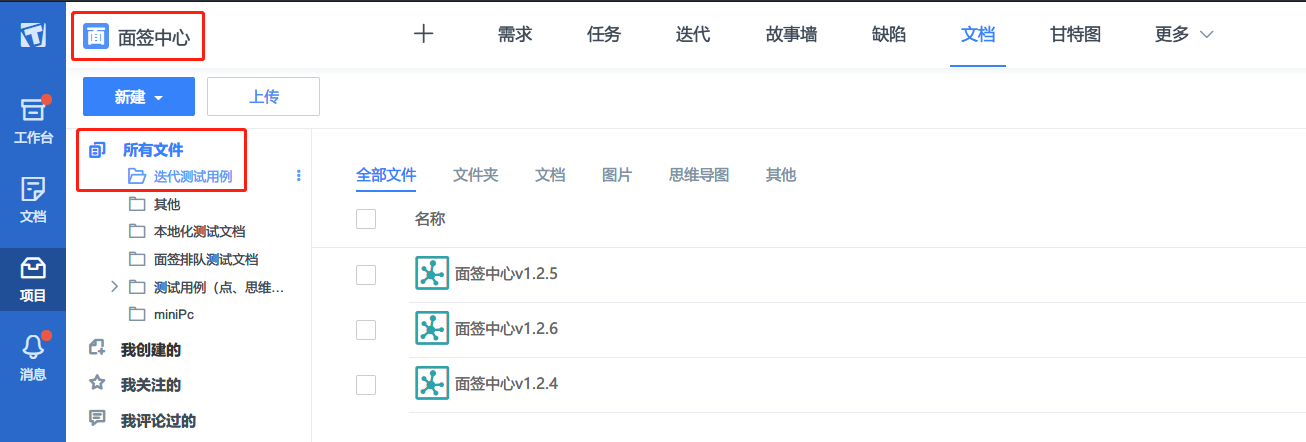 面 面签中心
需求 任务 迭代 故事墙 缺陷 文档 甘特图 更多
新建 上传
工作台
文档
项目
消息
所有文件
迭代测试用例
其他
本地化测试文档
面签排队测试文档
测试用例（点、思维...
miniPc
我创建的
我关注的
我评论过的
全部文件 文件夹 文档 图片 思维导图 其他
名称
面签中心v1.2.5
面签中心v1.2.6
面签中心v1.2.4